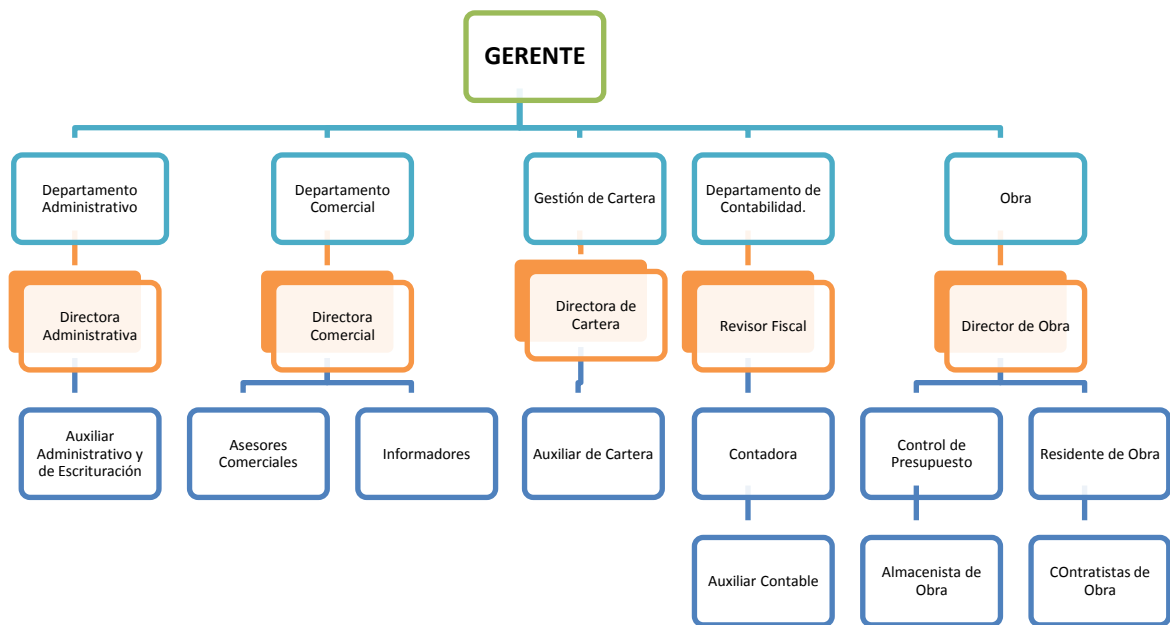 GERENTE
Departamento
Administrativo
Departamento
Comercial
Gestión de Cartera
Departamento de
Contabilidad.
Obra
Directora
Administrativa
Directora
Comercial
Directora de
Cartera
Revisor Fiscal
Director de Obra
Auxiliar
Administrativo y
de Escrituración
Asesores
Comerciales
Informadores
Auxiliar de Cartera
Contadora
Control de
Presupuesto
Residente de Obra
Auxiliar Contable
Almacenista de
Obra
COntratistas de
Obra